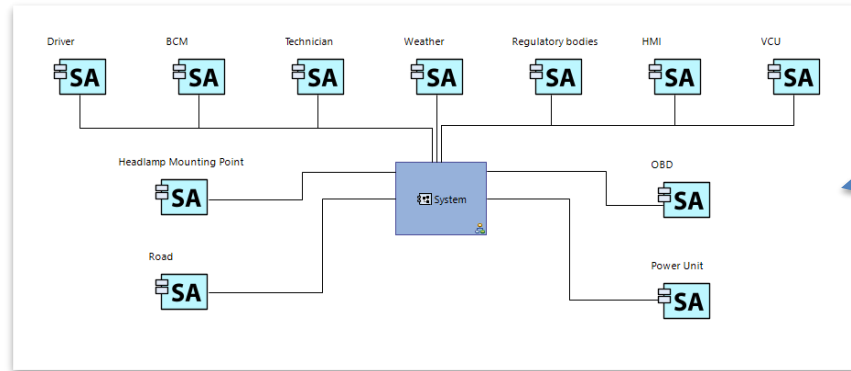 Driver
BCM
Technician
Weather
Regulatory bodies
HMI
VCU
SA
SA
SA
SA
SA
SA
SA
Headlamp Mounting Point
OBD
SA
System
SA
Road
Power Unit
SA
SA